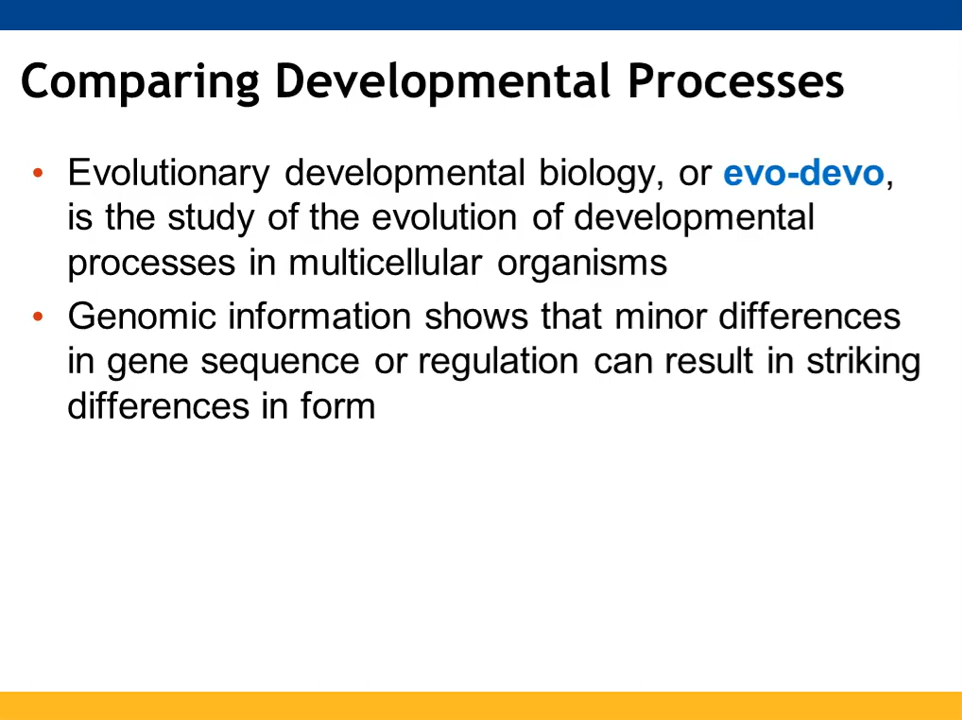 Comparing Developmental Processes
• Evolutionary developmental biology, or evo-devo,
is the study of the evolution of developmental
processes in multicellular organisms
• Genomic information shows that minor differences
in gene sequence or regulation can result in striking
differences in form